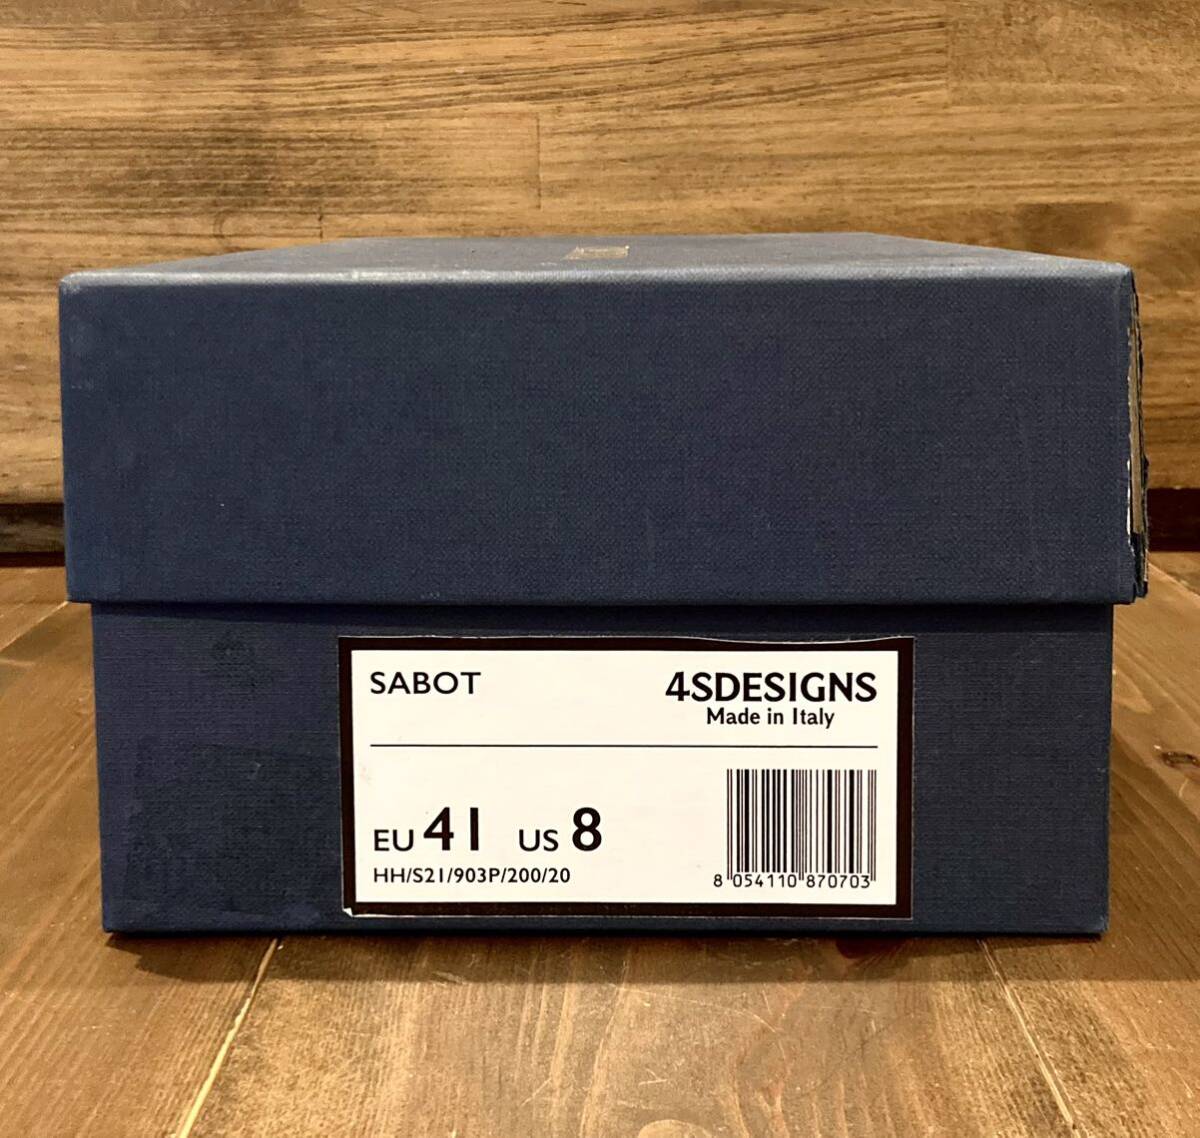 SABOT
4SDESIGNS
Made in Italy
EU 41 US 8
HH/S21/903P/200/20
8 054110 870703